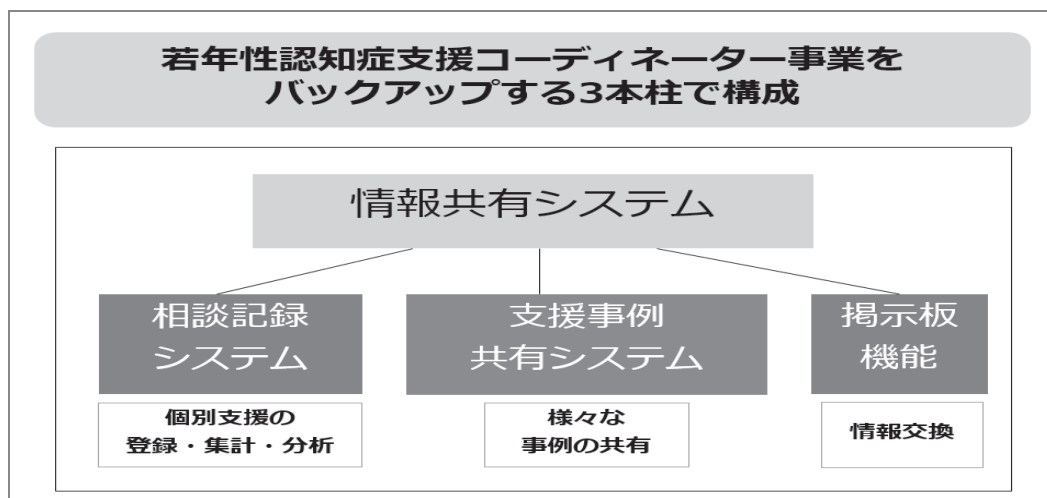 若年性認知症支援コーディネーター事業を
バックアップする3本柱で構成
情報共有システム
相談記録
システム
個別支援の
登録・集計・分析
支援事例
共有システム
様々な
事例の共有
掲示板
機能
情報交換